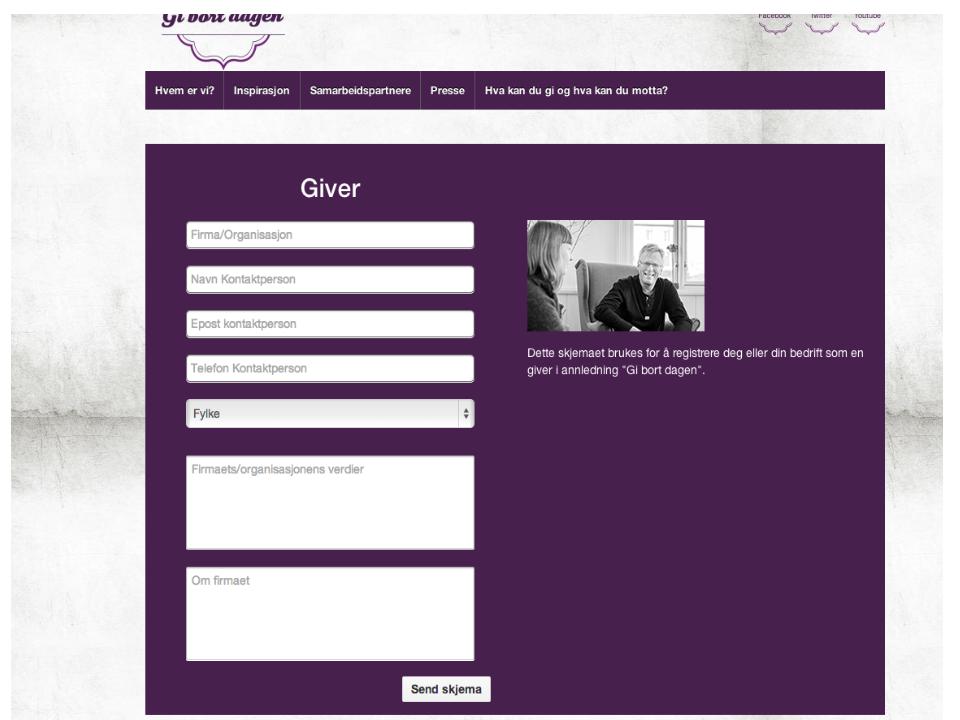 Gi bort dagen
Facebook Twitter Youtube
Hvem er vi? Inspirasjon Samarbeidspartnere Presse Hva kan du gi og hva kan du motta?
Giver
Firma/Organisasjon
Navn Kontaktperson
Epost kontaktperson
Telefon Kontaktperson
Fylke
Firmaets/organisasjonens verdier
Om firmaet
Send skjema
Dette skjemaet brukes for å registrere deg eller din bedrift som en
giver i annledning "Gi bort dagen".